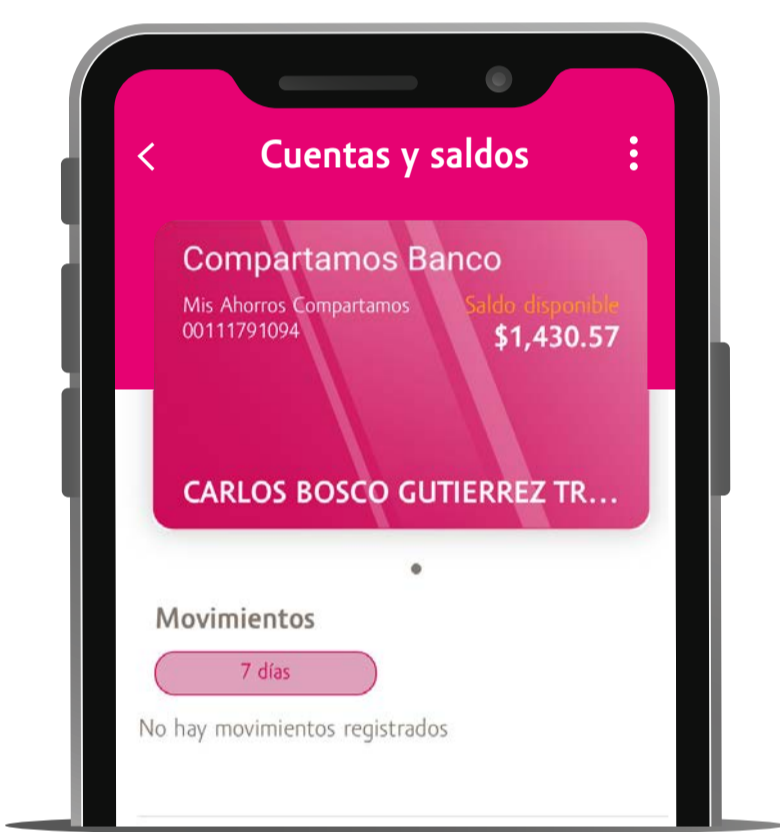 Cuentas y saldos
Compartamos Banco
Mis Ahorros Compartamos
00111791094
Saldo disponible
$1,430.57
CARLOS BOSCO GUTIERREZ TR...
Movimientos
7 días
No hay movimientos registrados